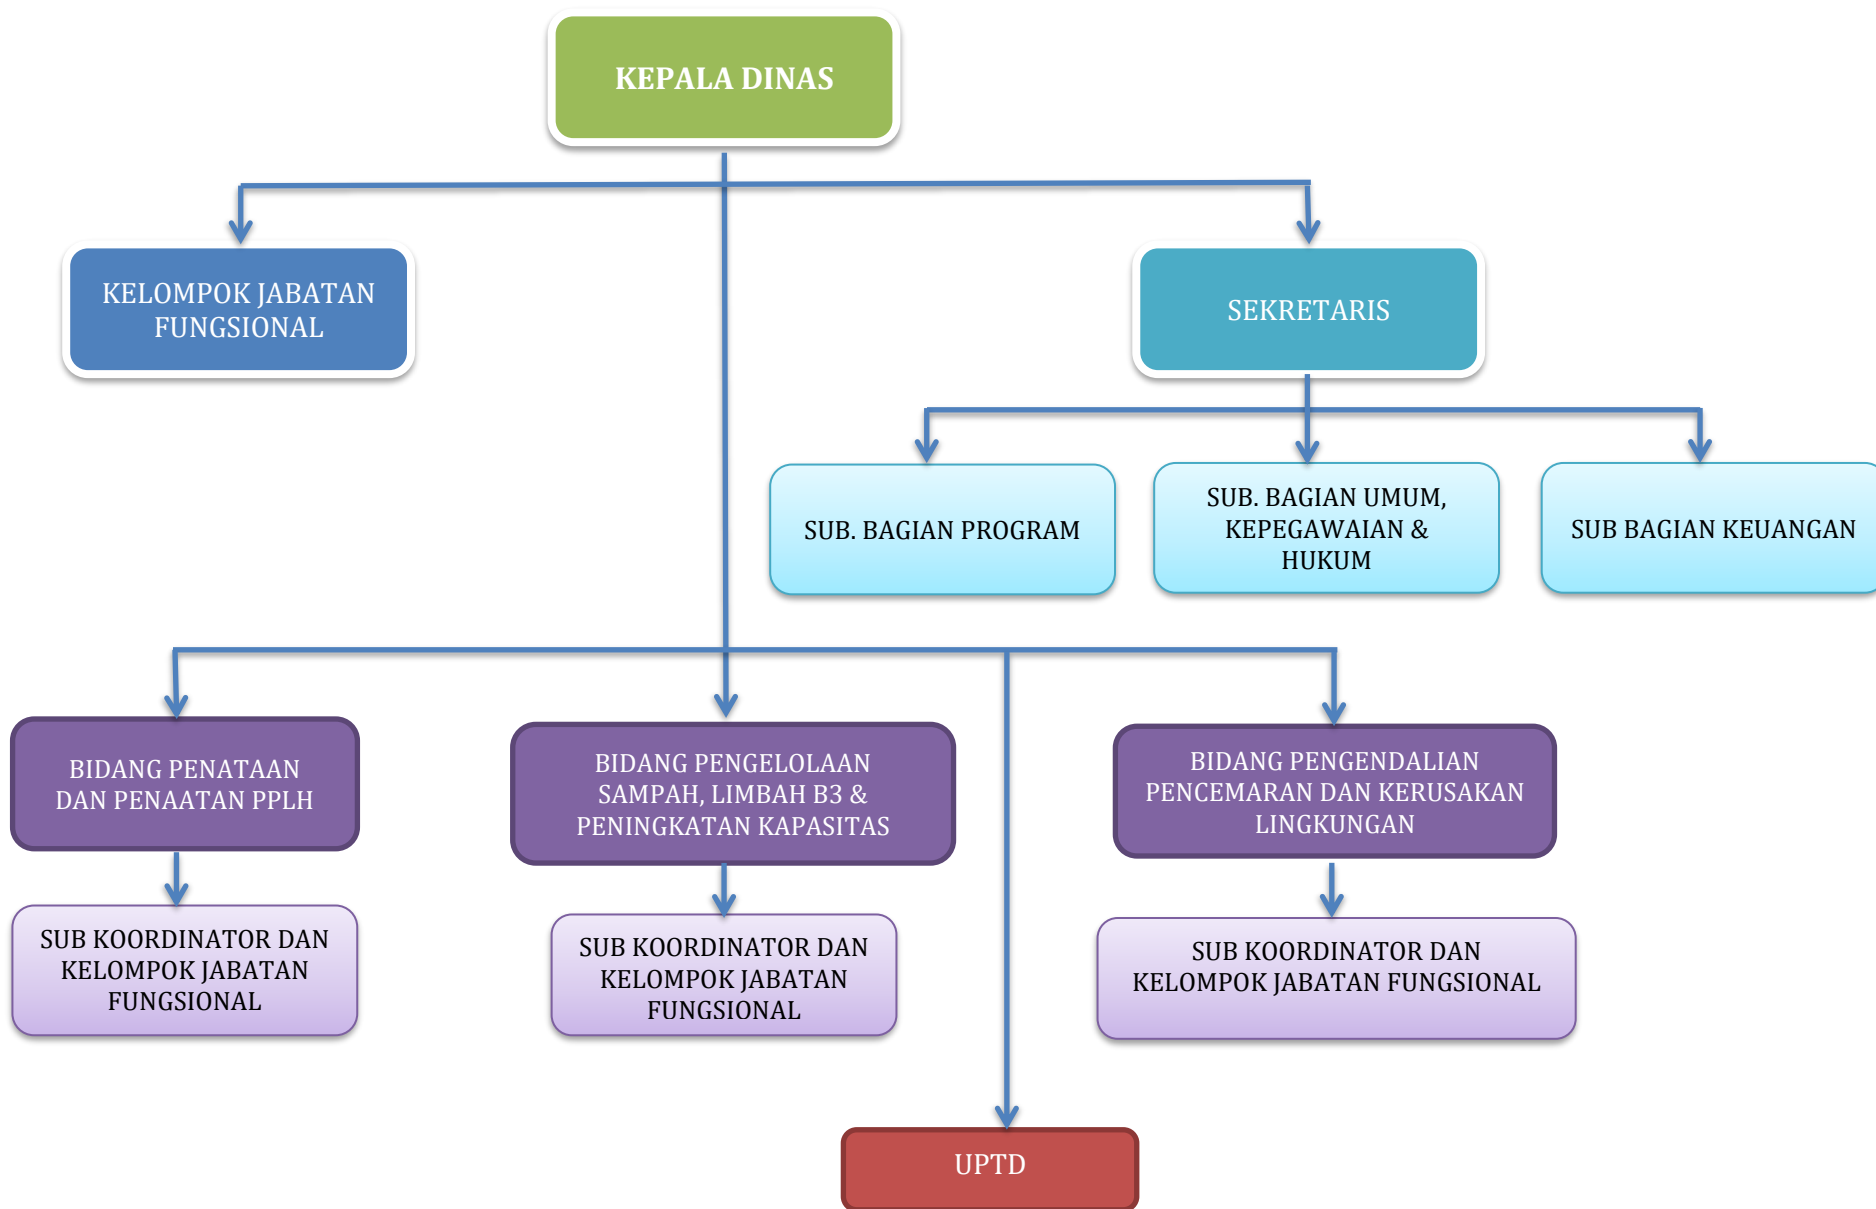 KEPALA DINAS
KELOMPOK JABATAN
FUNGSIONAL
SEKRETARIS
SUB. BAGIAN PROGRAM
SUB. BAGIAN UMUM,
KEPEGAWAIAN &
HUKUM
SUB BAGIAN KEUANGAN
BIDANG PENATAAN
DAN PENAATAN PPLH
BIDANG PENGELOLAAN
SAMPAH, LIMBAH B3 &
PENINGKATAN KAPASITAS
BIDANG PENGENDALIAN
PENCEMARAN DAN KERUSAKAN
LINGKUNGAN
SUB KOORDINATOR DAN
KELOMPOK JABATAN
FUNGSIONAL
SUB KOORDINATOR DAN
KELOMPOK JABATAN
FUNGSIONAL
SUB KOORDINATOR DAN
KELOMPOK JABATAN FUNGSIONAL
UPTD